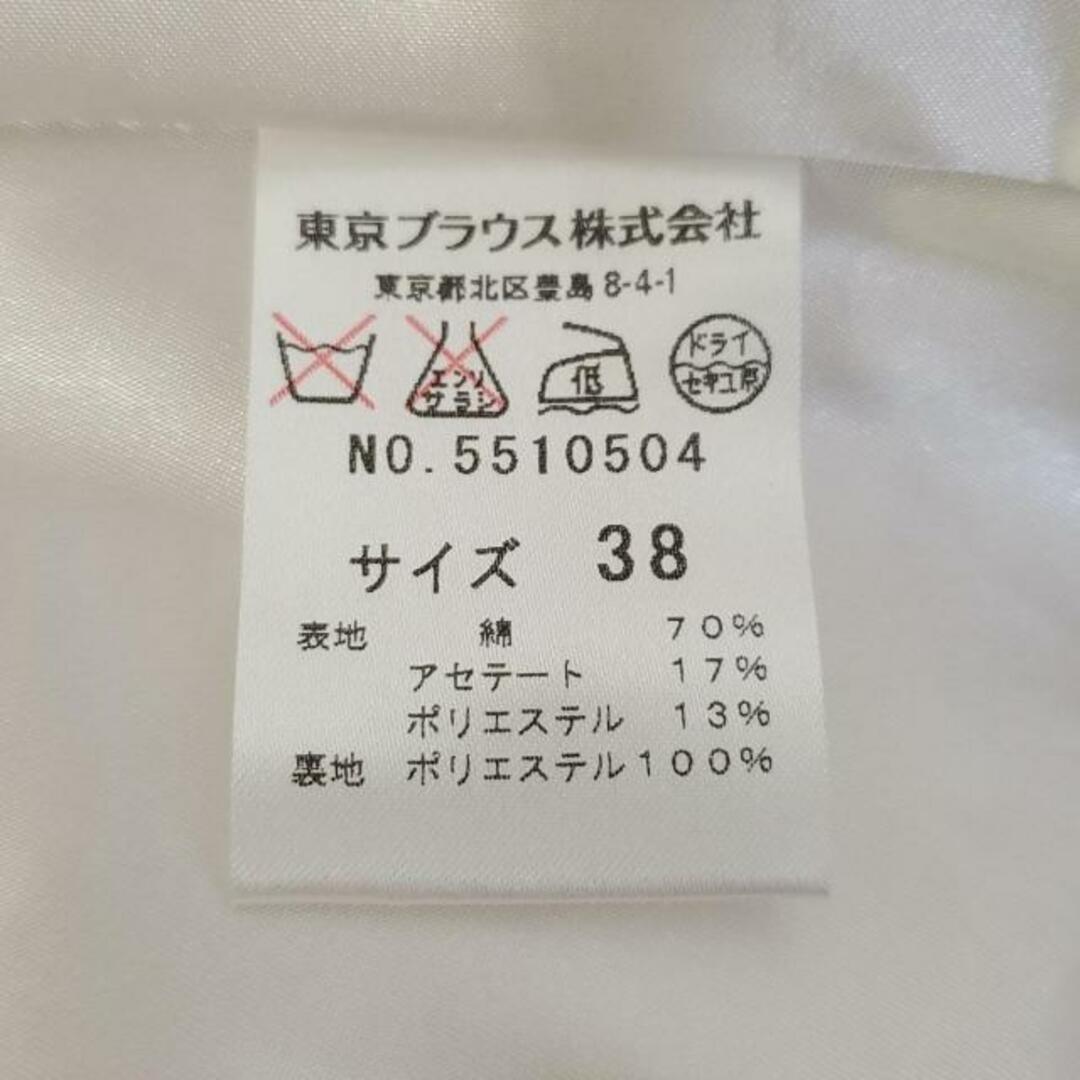 東京ブラウス株式会社
東京都北区豊島8-4-1
エンソ サラシ 低 ドライ セキユ系
NO.5510504
サイズ 38
表地 綿 70%
アセテート 17%
ポリエステル 13%
裏地 ポリエステル100%